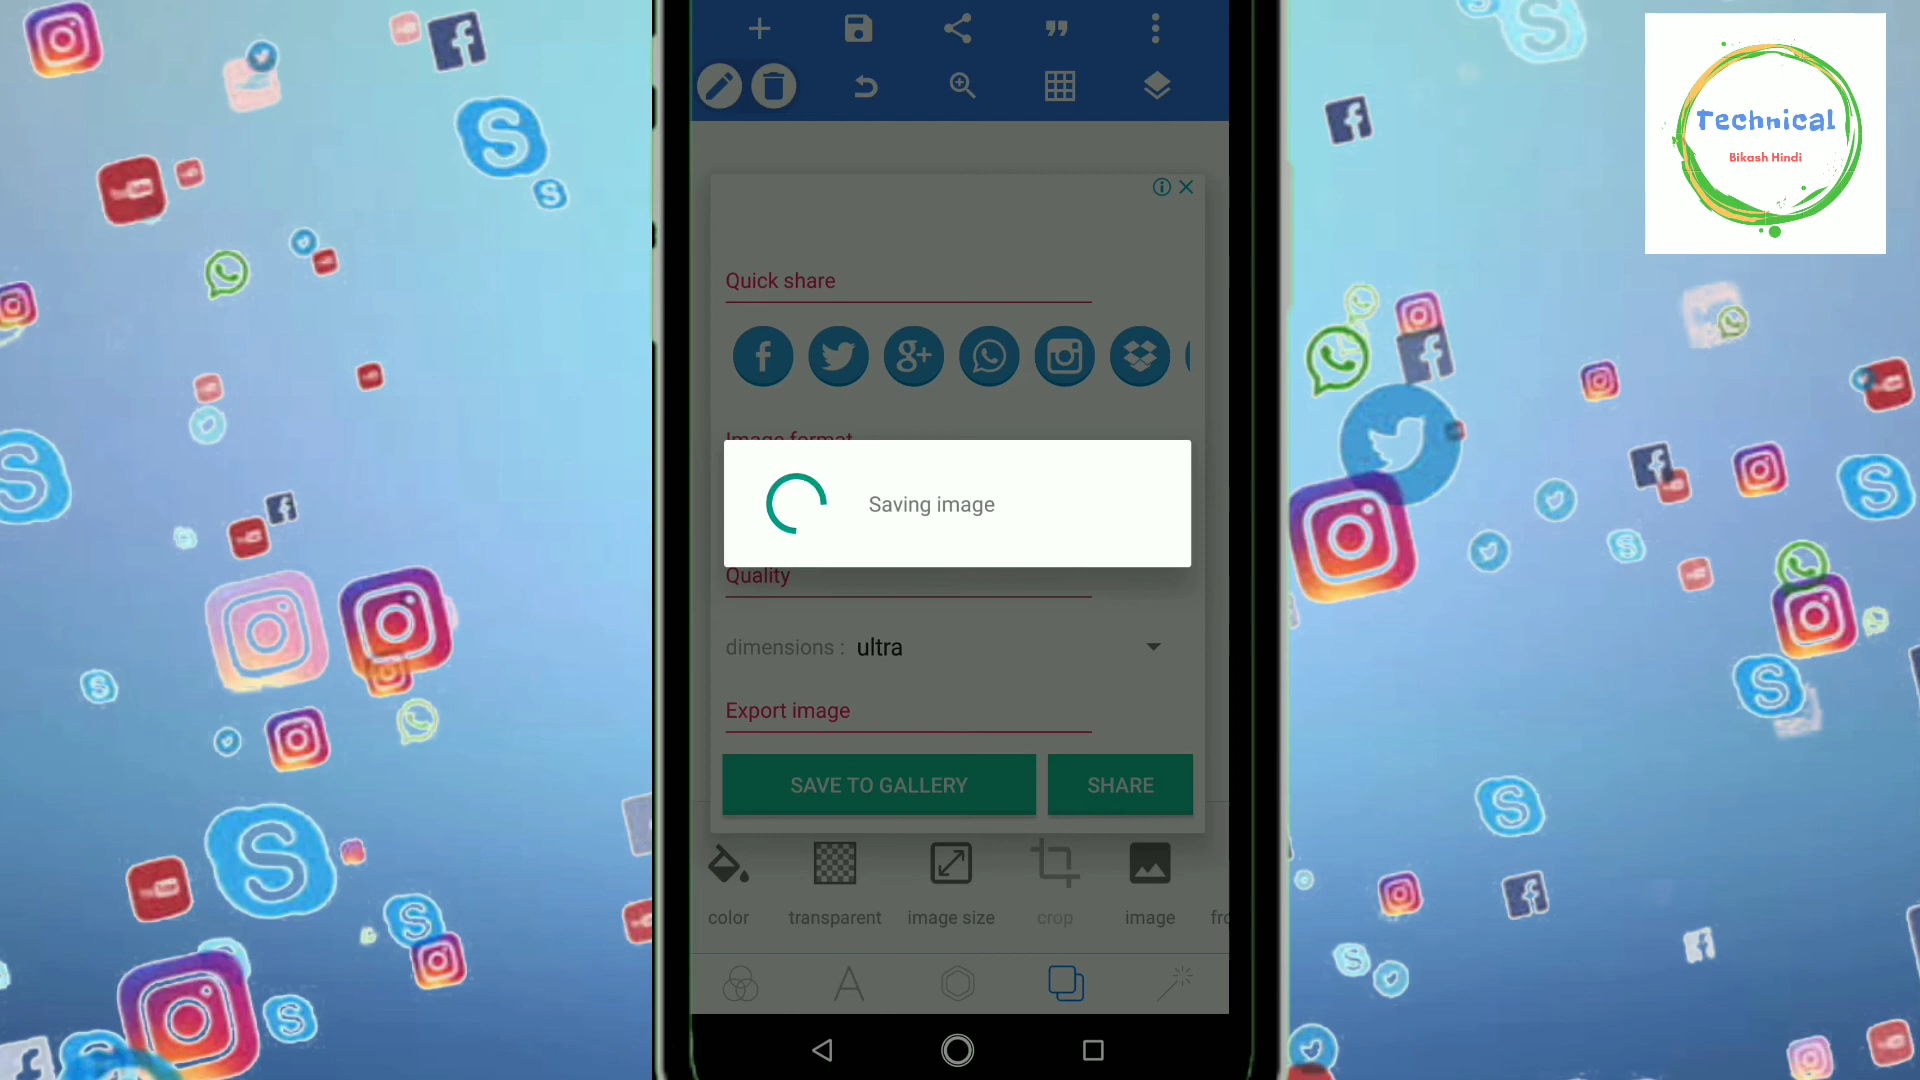 Technical
Bikash Hindi
Quick share
Image format
Saving image
Quality
dimensions : ultra
Export image
SAVE TO GALLERY
SHARE
color
transparent
image size
crop
image